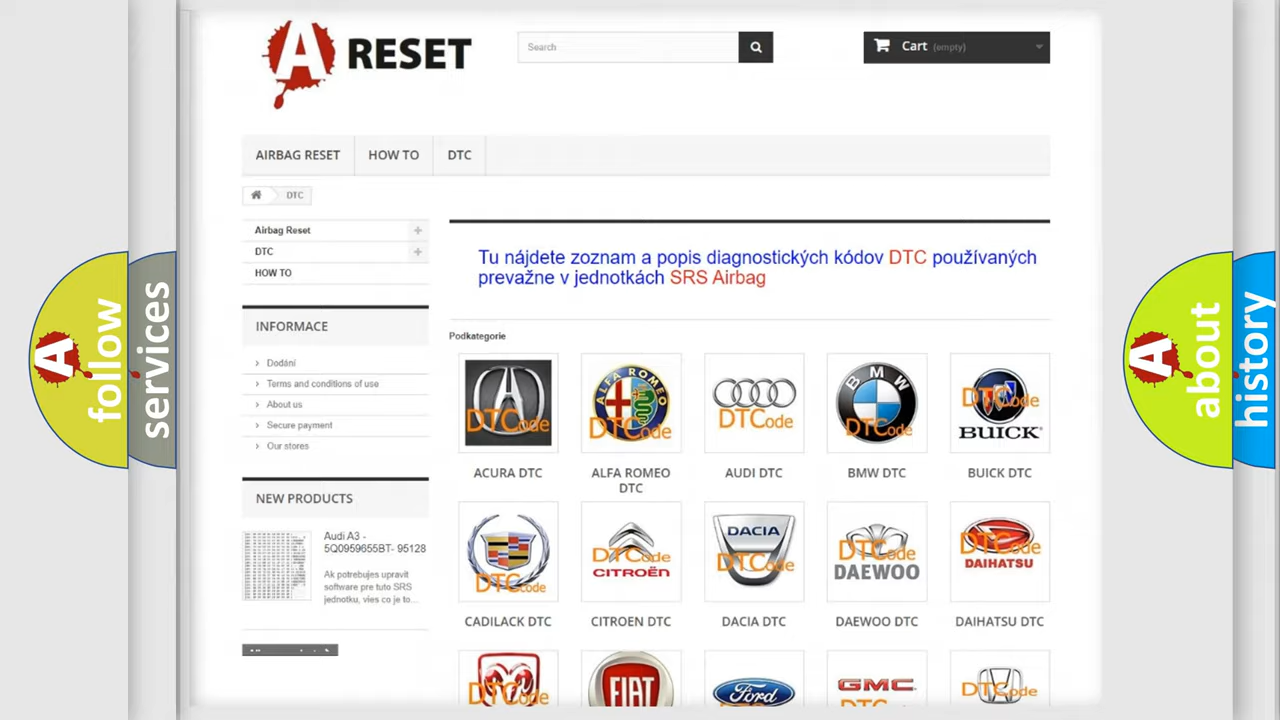 A RESET
Search
Cart (empty)
AIRBAG RESET
HOW TO
DTC
DTC
Airbag Reset
DTC
HOW TO
INFORMACE
Dodání
Terms and conditions of use
About us
Secure payment
Our stores
NEW PRODUCTS
Audi A3 -
5Q0959655BT- 95128
Ak potrebujes upravit
software pre tuto SRS
jednotku, vies co je to...
Tu nájdete zoznam a popis diagnostických kódov DTC používaných
prevažne v jednotkách SRS Airbag
Podkategorie
DTCode
ALFA ROMEO
DTCode
DTCode
BMW
DTCode
DTCode
BUICK
ACURA DTC
ALFA ROMEO
DTC
AUDI DTC
BMW DTC
BUICK DTC
DTCode
DTCode
CITROËN
DACIA
DTCode
DTCode
DAEWOO
DTCode
DAIHATSU
CADILACK DTC
CITROEN DTC
DACIA DTC
DAEWOO DTC
DAIHATSU DTC
DTCode
FIAT
Ford
GMC
DTCode
A follow
services
A about
history